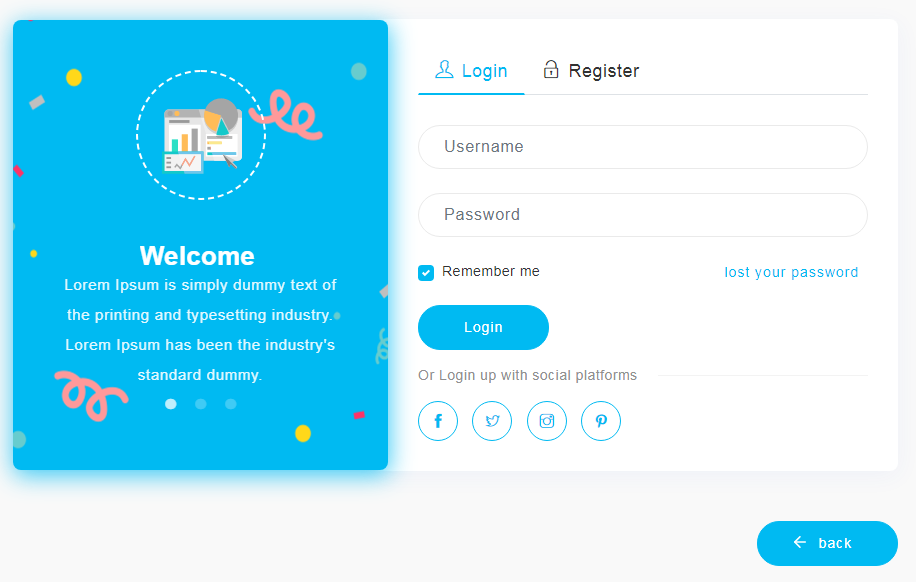 Login
Register
Username
Password
Welcome
Lorem Ipsum is simply dummy text of
the printing and typesetting industry.
Lorem Ipsum has been the industry's
standard dummy.
Remember me
lost your password
Login
Or Login up with social platforms
back